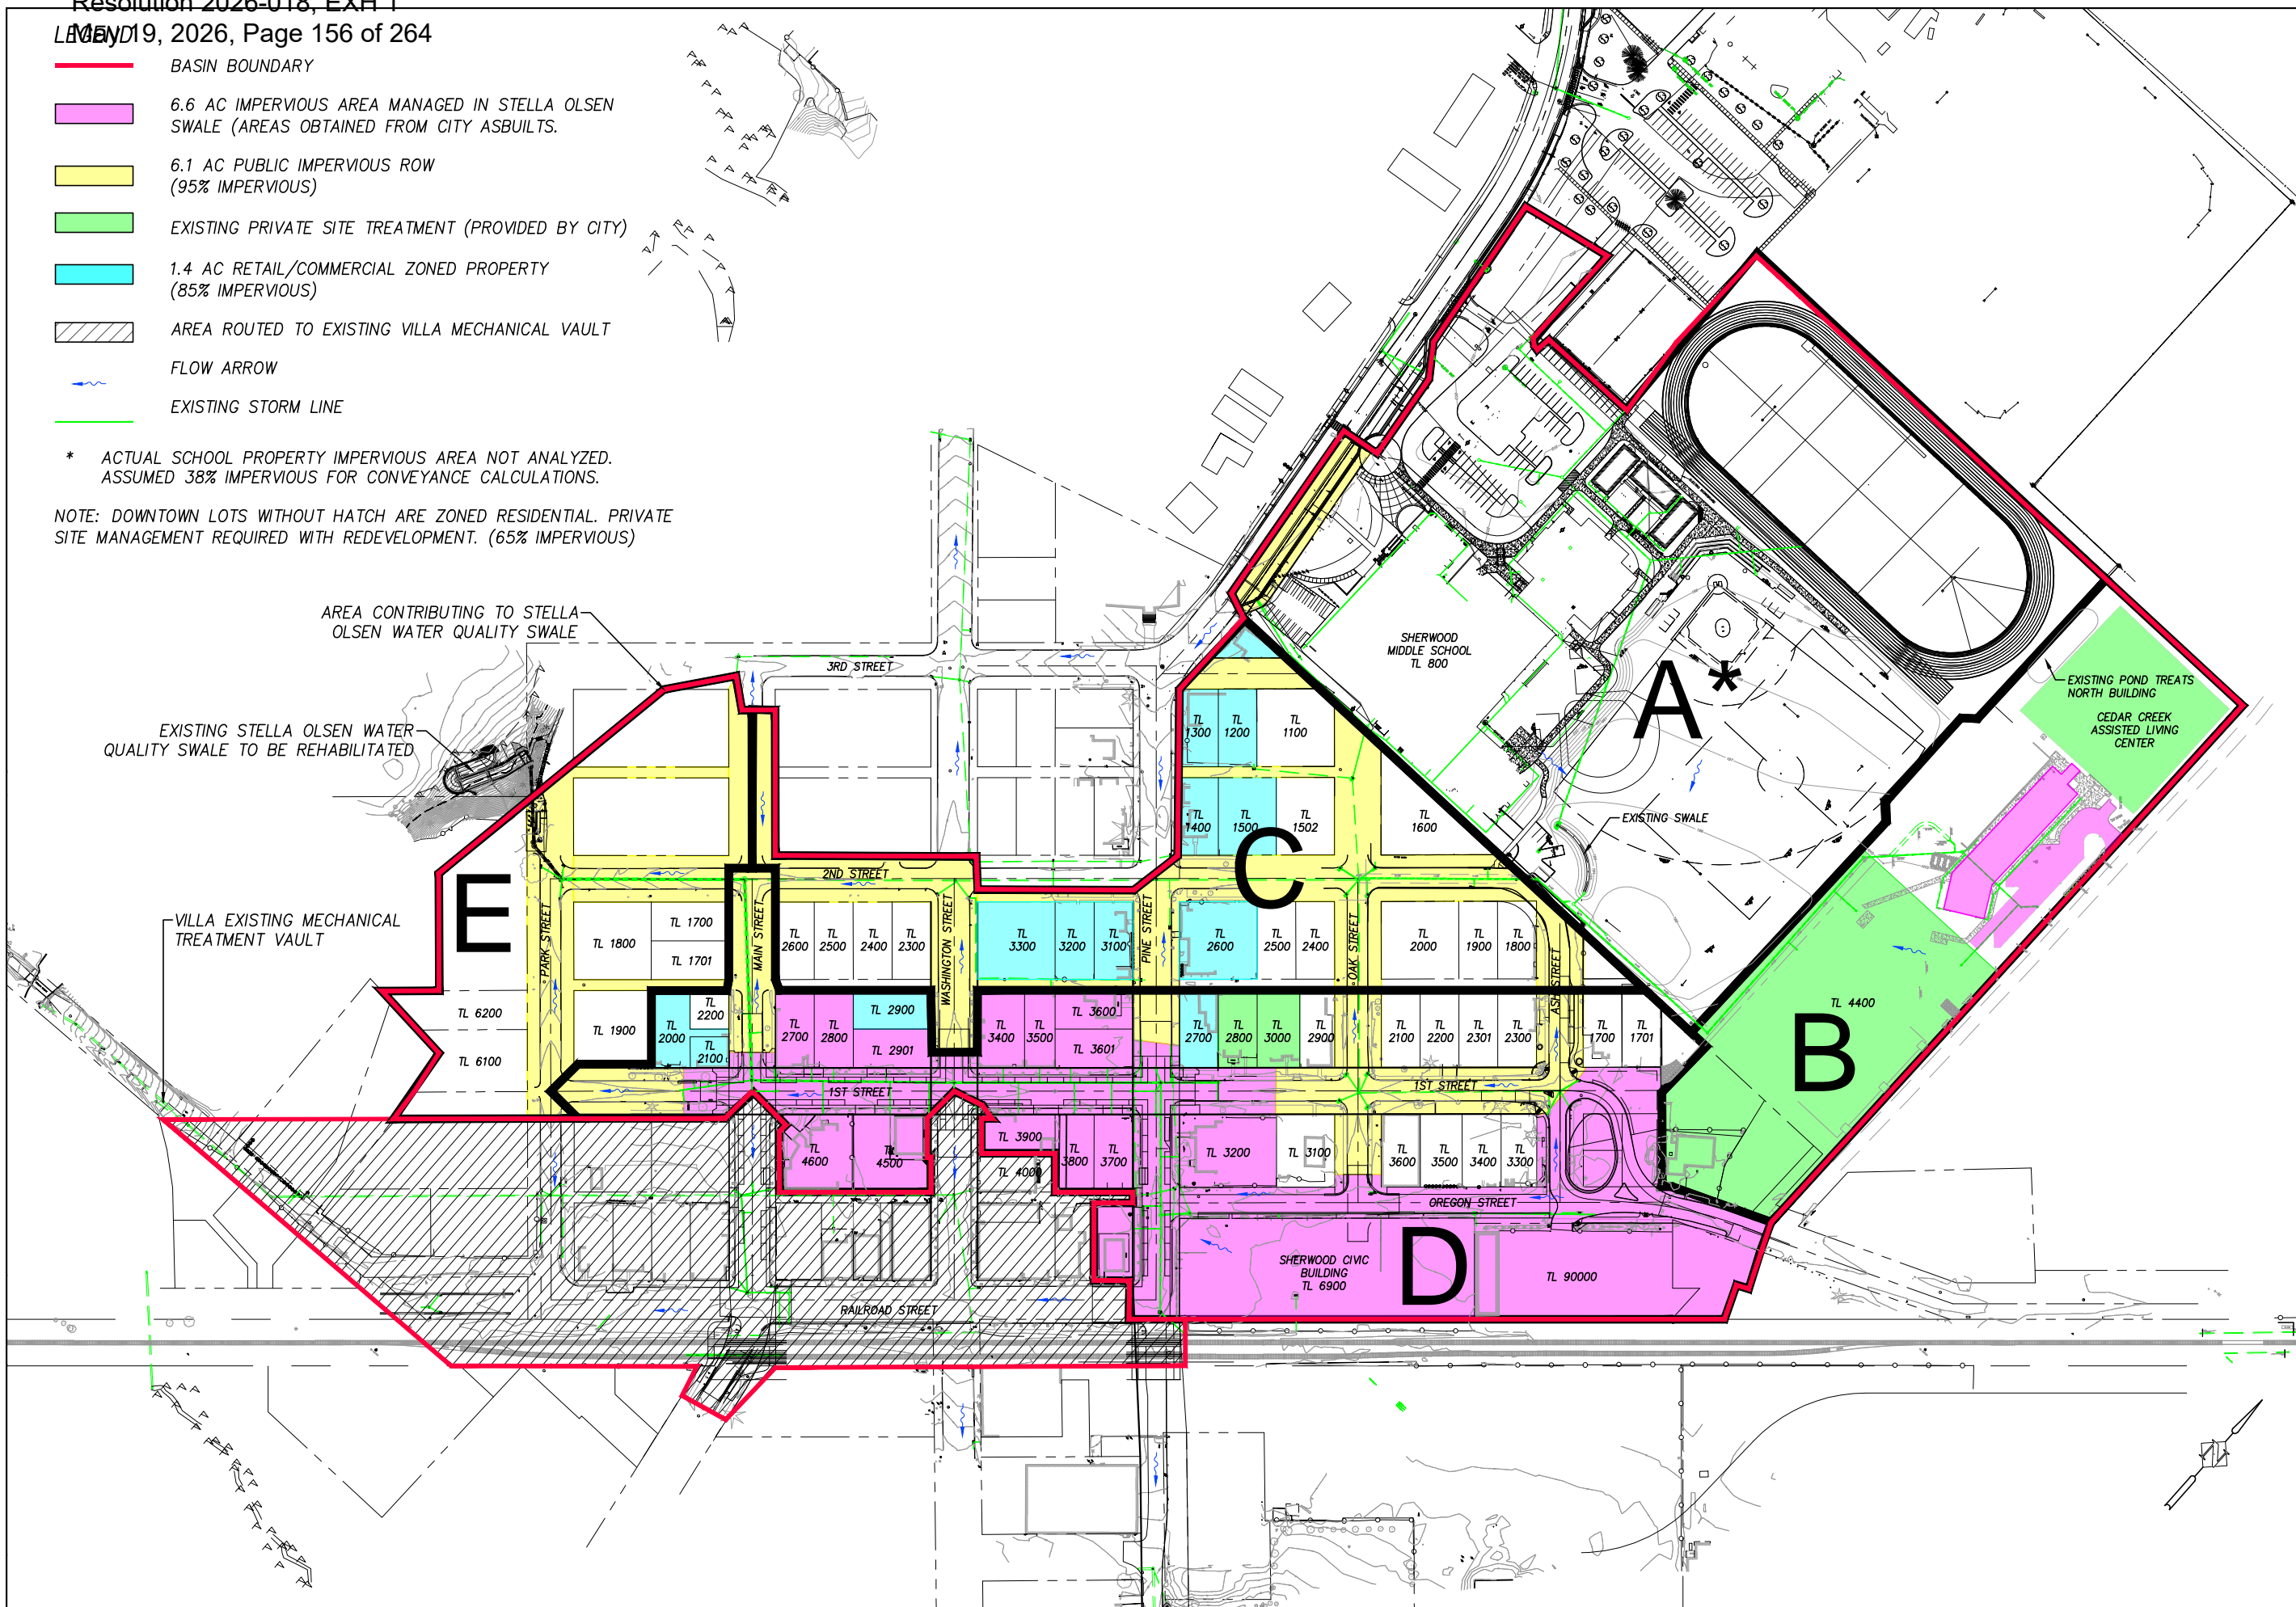 Resolution 2026-018, EXH 1
May 19, 2026, Page 156 of 264
LEGEND
BASIN BOUNDARY
6.6 AC IMPERVIOUS AREA MANAGED IN STELLA OLSEN
SWALE (AREAS OBTAINED FROM CITY ASBUILTS.
6.1 AC PUBLIC IMPERVIOUS ROW
(95% IMPERVIOUS)
EXISTING PRIVATE SITE TREATMENT (PROVIDED BY CITY)
1.4 AC RETAIL/COMMERCIAL ZONED PROPERTY
(85% IMPERVIOUS)
AREA ROUTED TO EXISTING VILLA MECHANICAL VAULT
FLOW ARROW
EXISTING STORM LINE
* ACTUAL SCHOOL PROPERTY IMPERVIOUS AREA NOT ANALYZED.
ASSUMED 38% IMPERVIOUS FOR CONVEYANCE CALCULATIONS.
NOTE: DOWNTOWN LOTS WITHOUT HATCH ARE ZONED RESIDENTIAL. PRIVATE
SITE MANAGEMENT REQUIRED WITH REDEVELOPMENT. (65% IMPERVIOUS)
AREA CONTRIBUTING TO STELLA
OLSEN WATER QUALITY SWALE
EXISTING STELLA OLSEN WATER
QUALITY SWALE TO BE REHABILITATED
VILLA EXISTING MECHANICAL
TREATMENT VAULT
3RD STREET
SHERWOOD
MIDDLE SCHOOL
TL 800
A*
EXISTING POND TREATS
NORTH BUILDING
CEDAR CREEK
ASSISTED LIVING
CENTER
EXISTING SWALE
TL
1300
TL
1200
TL
1100
TL
1400
TL
1500
TL
1502
TL
1600
C
2ND STREET
E
PARK STREET
TL 1800
TL 1700
TL 1701
MAIN STREET
TL
2600
TL
2500
TL
2400
TL
2300
WASHINGTON STREET
TL
3300
TL
3200
TL
3100
PINE STREET
TL
2600
TL
2500
TL
2400
OAK STREET
TL
2000
TL
1900
TL
1800
ASH STREET
TL 4400
B
TL 6200
TL 6100
TL 1900
TL
2000
TL
2200
TL
2100
TL
2700
TL
2800
TL 2900
TL 2901
TL
3400
TL
3500
TL 3600
TL 3601
TL
2700
TL
2800
TL
3000
TL
2900
TL
2100
TL
2200
TL
2301
TL
2300
TL
1700
TL
1701
1ST STREET
1ST STREET
TL
4600
TL
4500
TL 3900
TL 4000
TL
3800
TL
3700
TL 3200
TL 3100
TL
3600
TL
3500
TL
3400
TL
3300
OREGON STREET
SHERWOOD CIVIC
BUILDING
TL 6900
D
TL 90000
RAILROAD STREET